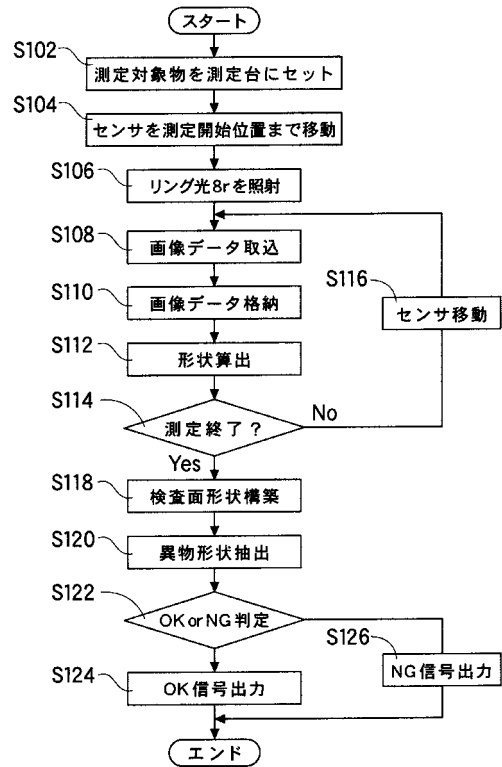 スタート
S102
測定対象物を測定台にセット
S104
センサを測定開始位置まで移動
S106
リング光8rを照射
S108
画像データ取込
S110
画像データ格納
S116
センサ移動
S112
形状算出
S114
測定終了?
No
Yes
S118
検査面形状構築
S120
異物形状抽出
S122
OK or NG判定
S126
NG信号出力
S124
OK信号出力
エンド